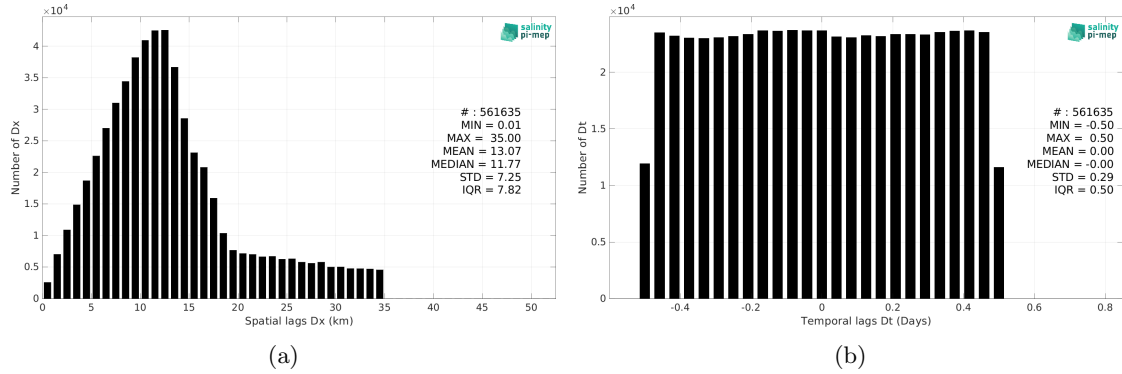 ×10⁴
4
3.5
3
2.5
2
1.5
1
0.5
0
Number of Dx
0 5 10 15 20 25 30 35 40 45 50
Spatial lags Dx (km)
salinity
pi-mep
# : 561635
MIN = 0.01
MAX = 35.00
MEAN = 13.07
MEDIAN = 11.77
STD = 7.25
IQR = 7.82
(a)
×10⁴
2
1.5
1
0.5
0
Number of Dt
-0.4 -0.2 0 0.2 0.4 0.6 0.8
Temporal lags Dt (Days)
salinity
pi-mep
# : 561635
MIN = -0.50
MAX = 0.50
MEAN = 0.00
MEDIAN = -0.00
STD = 0.29
IQR = 0.50
(b)